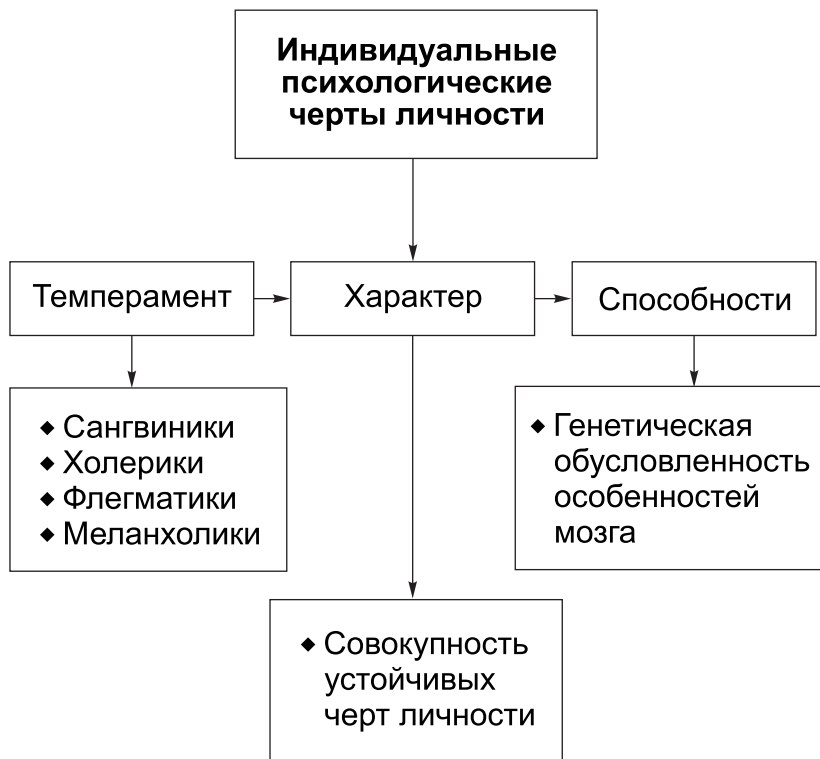 Индивидуальные
психологические
черты личности
Темперамент
Характер
Способности
◆ Сангвиники
◆ Холерики
◆ Флегматики
◆ Меланхолики
◆ Генетическая
обусловленность
особенностей
мозга
◆ Совокупность
устойчивых
черт личности